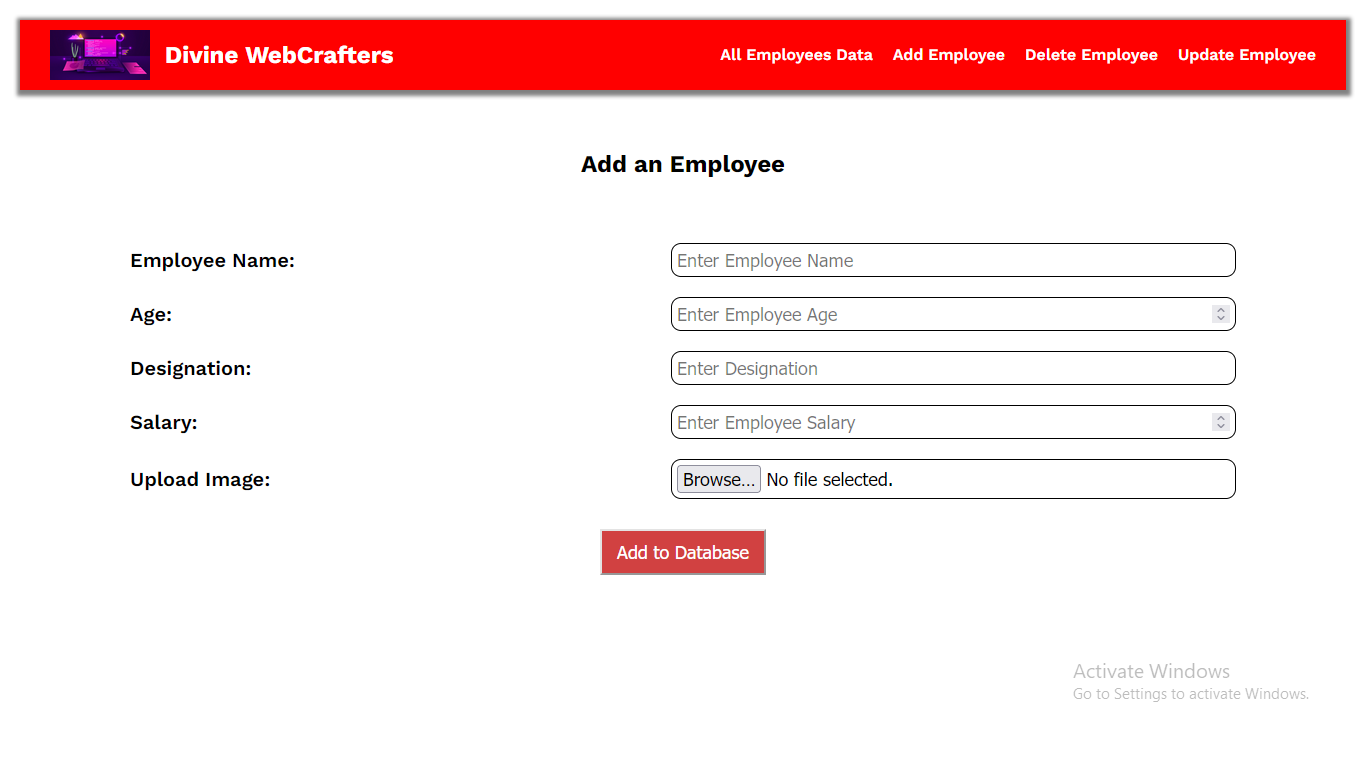 Divine WebCrafters
All Employees Data Add Employee Delete Employee Update Employee
Add an Employee
Employee Name: Enter Employee Name
Age: Enter Employee Age
Designation: Enter Designation
Salary: Enter Employee Salary
Upload Image: Browse... No file selected.
Add to Database
Activate Windows
Go to Settings to activate Windows.